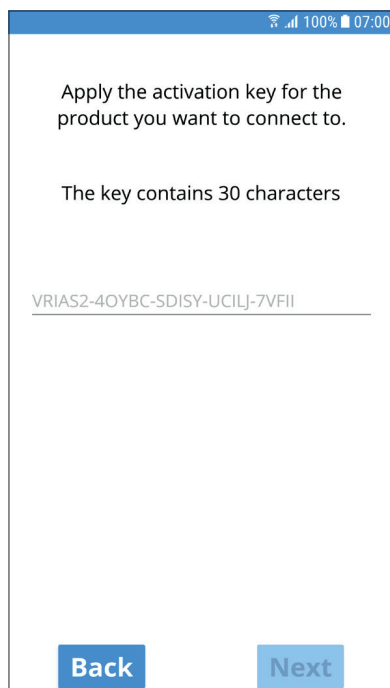 100% 07:00
Apply the activation key for the
product you want to connect to.
The key contains 30 characters
VRIAS2-4OYBC-SDISY-UCILJ-7VFII
Back
Next